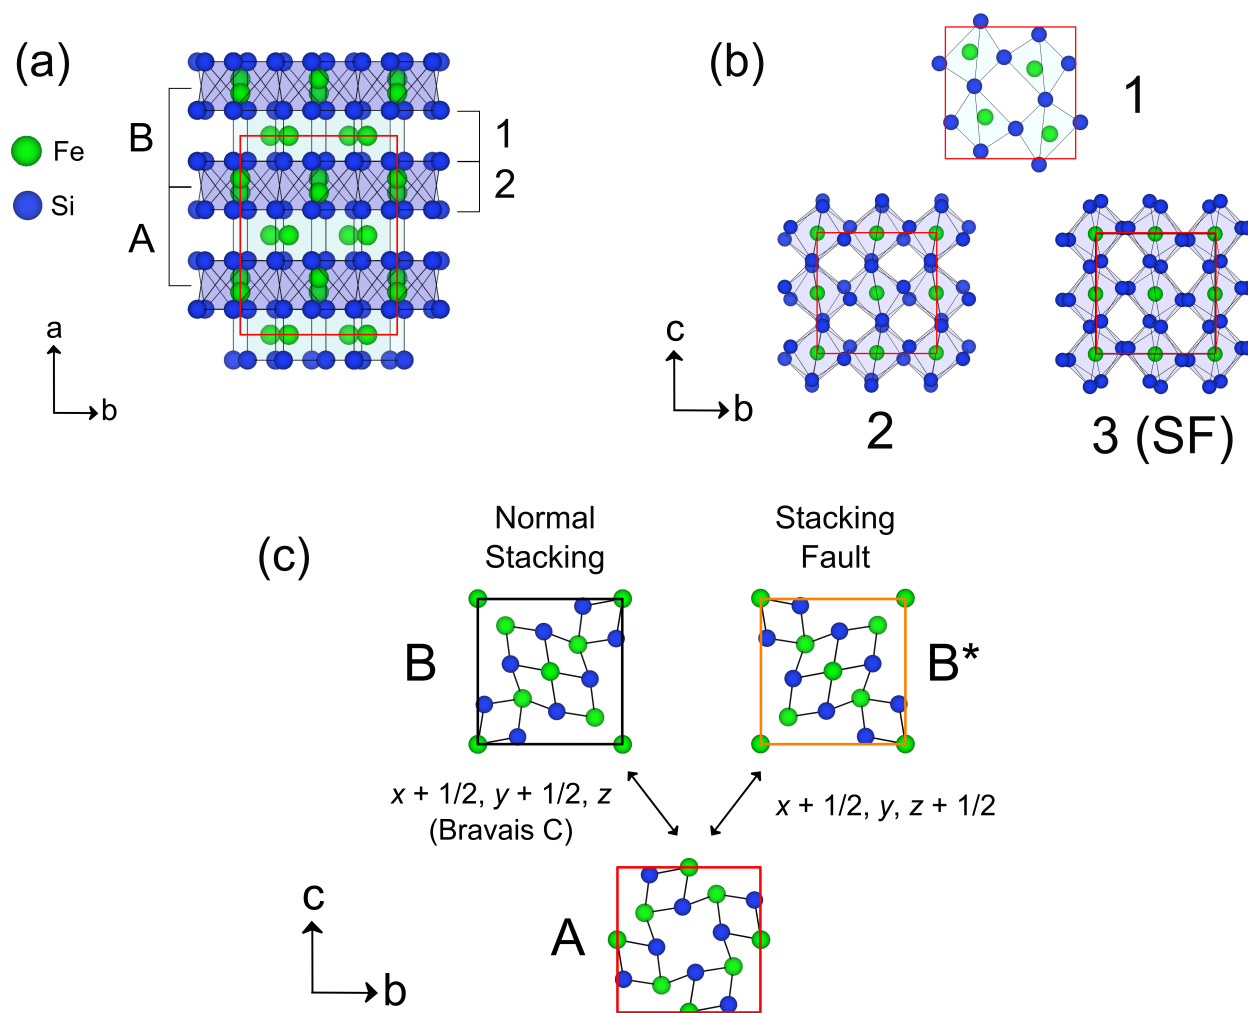 (a)
B
A
1
2
Fe
Si
a
b
(b)
1
c
b
2
3 (SF)
(c)
Normal
Stacking
Stacking
Fault
B
B*
x + 1/2, y + 1/2, z
(Bravais C)
x + 1/2, y, z + 1/2
A
c
b